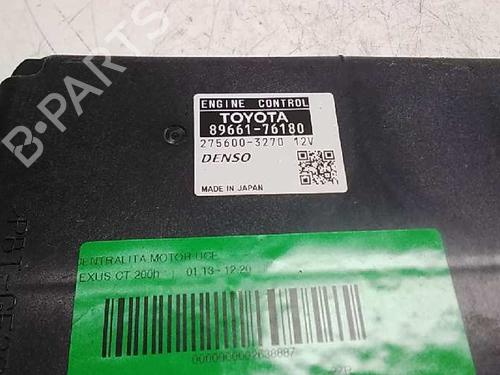 ENGINE CONTROL
TOYOTA
89661-76180
275600-3270 12V
DENSO
MADE IN JAPAN
CENTRALITA MOTOR UCE
LEXUS CT 200h | 01.13 - 12.20
0000900002638887